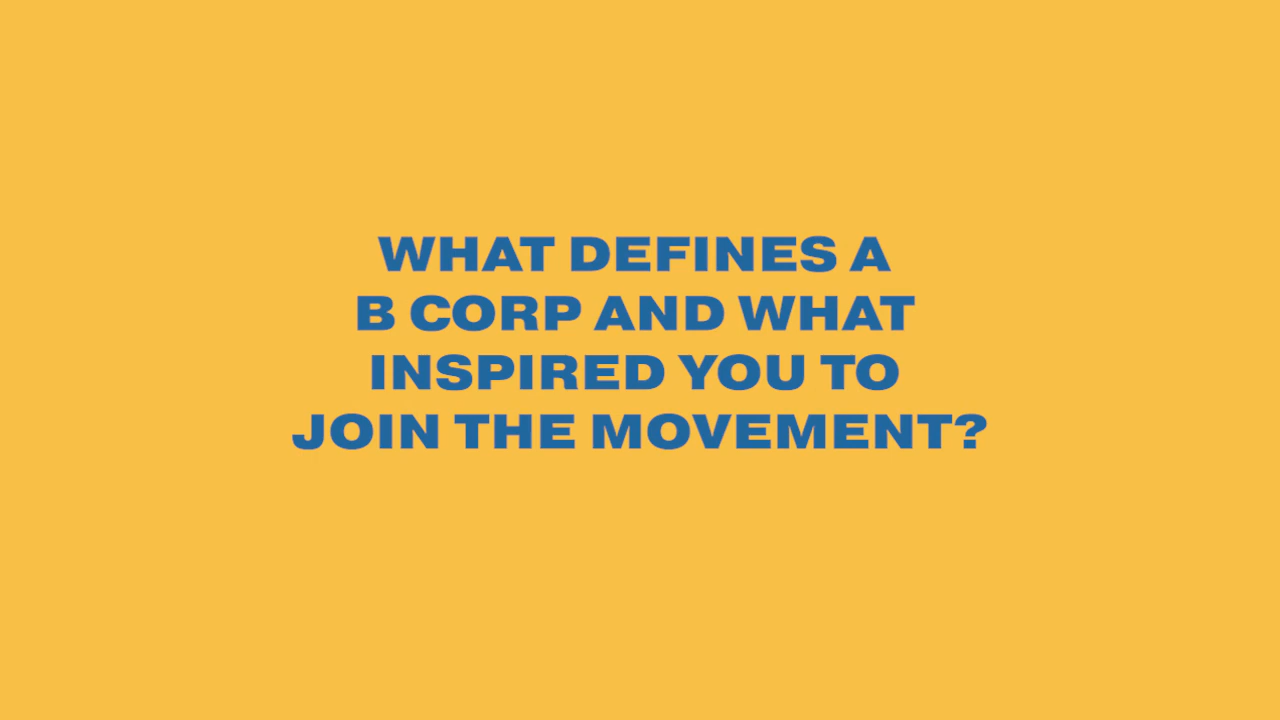 WHAT DEFINES A
B CORP AND WHAT
INSPIRED YOU TO
JOIN THE MOVEMENT?